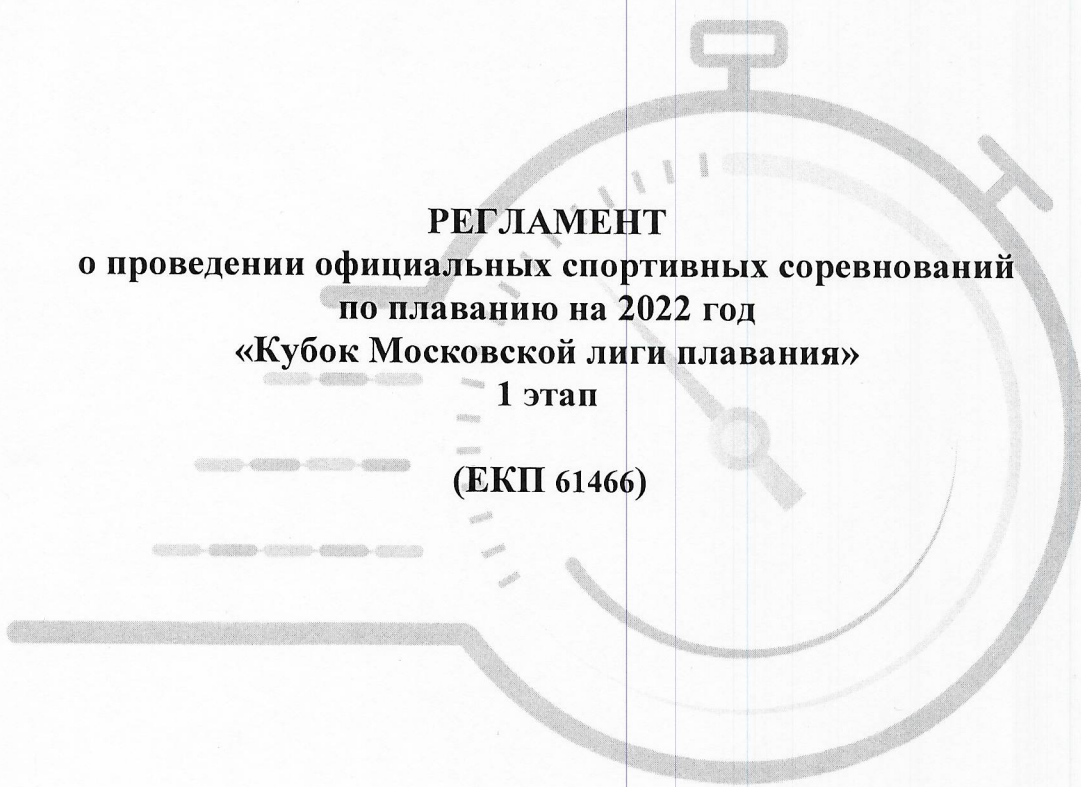 РЕГЛАМЕНТ
о проведении официальных спортивных соревнований
по плаванию на 2022 год
«Кубок Московской лиги плавания»
1 этап
(ЕКП 61466)